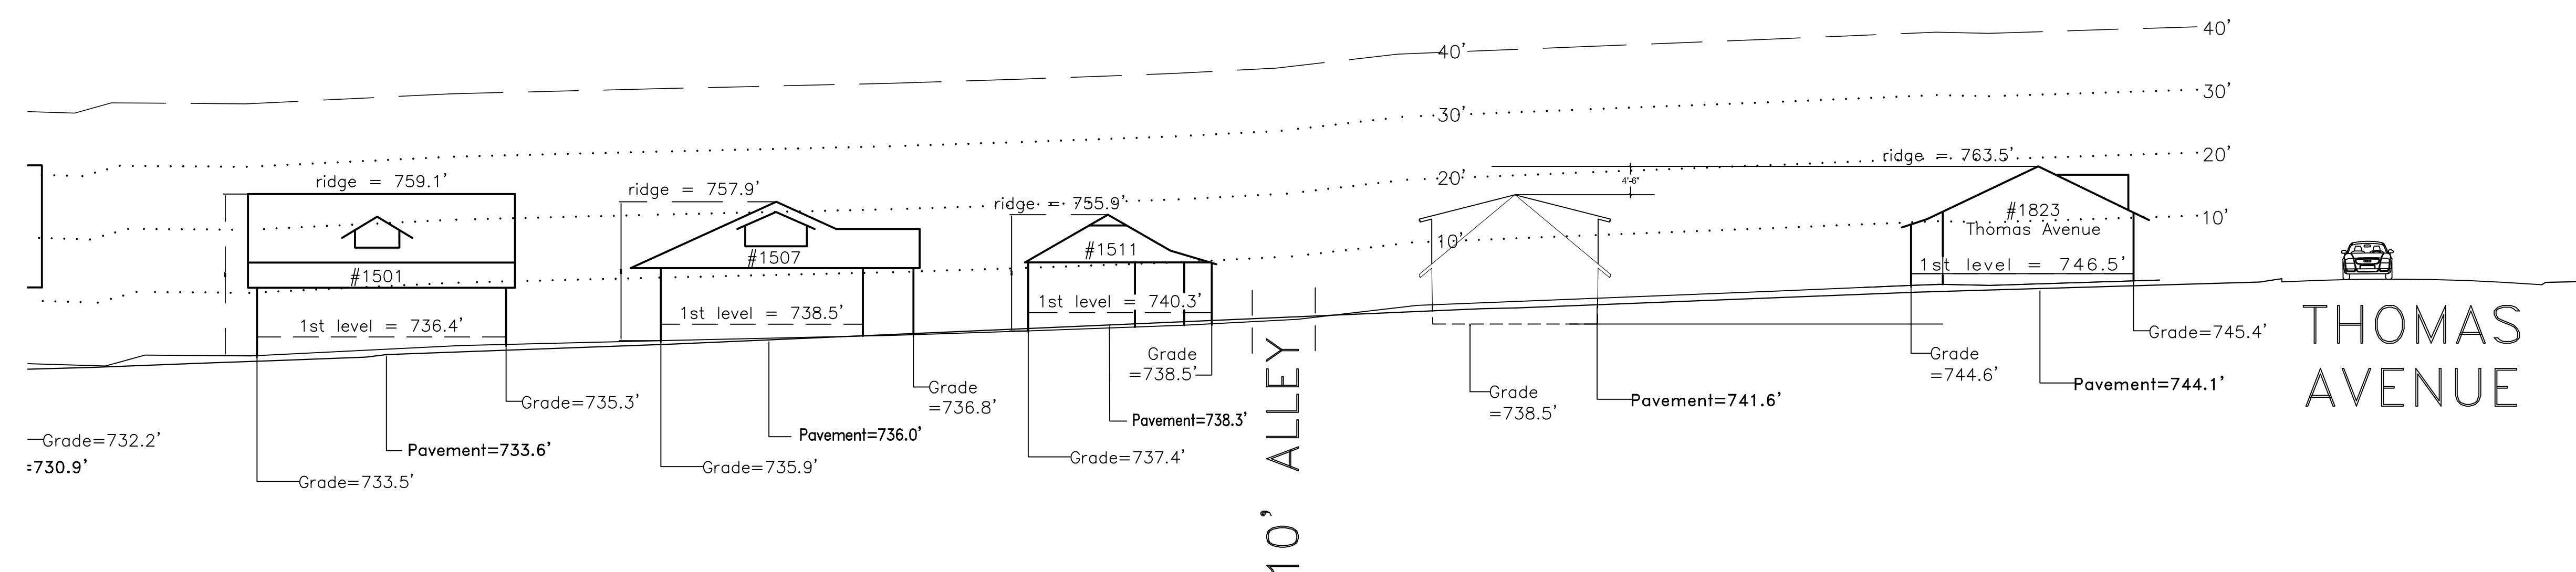 40’
40’
30’
30’
20’
20’
10’
10’
ridge = 759.1’
#1501
1st level = 736.4’
ridge = 757.9’
#1507
1st level = 738.5’
ridge = 755.9’
#1511
1st level = 740.3’
4'-6"
ridge = 763.5’
#1823
Thomas Avenue
1st level = 746.5’
Grade=732.2’
=730.9’
Grade=733.5’
Pavement=733.6’
Grade=735.3’
Grade=735.9’
Pavement=736.0’
Grade
=736.8’
Grade=737.4’
Pavement=738.3’
Grade
=738.5’
10’ ALLEY
Grade
=738.5’
Pavement=741.6’
Grade
=744.6’
Pavement=744.1’
Grade=745.4’
THOMAS
AVENUE